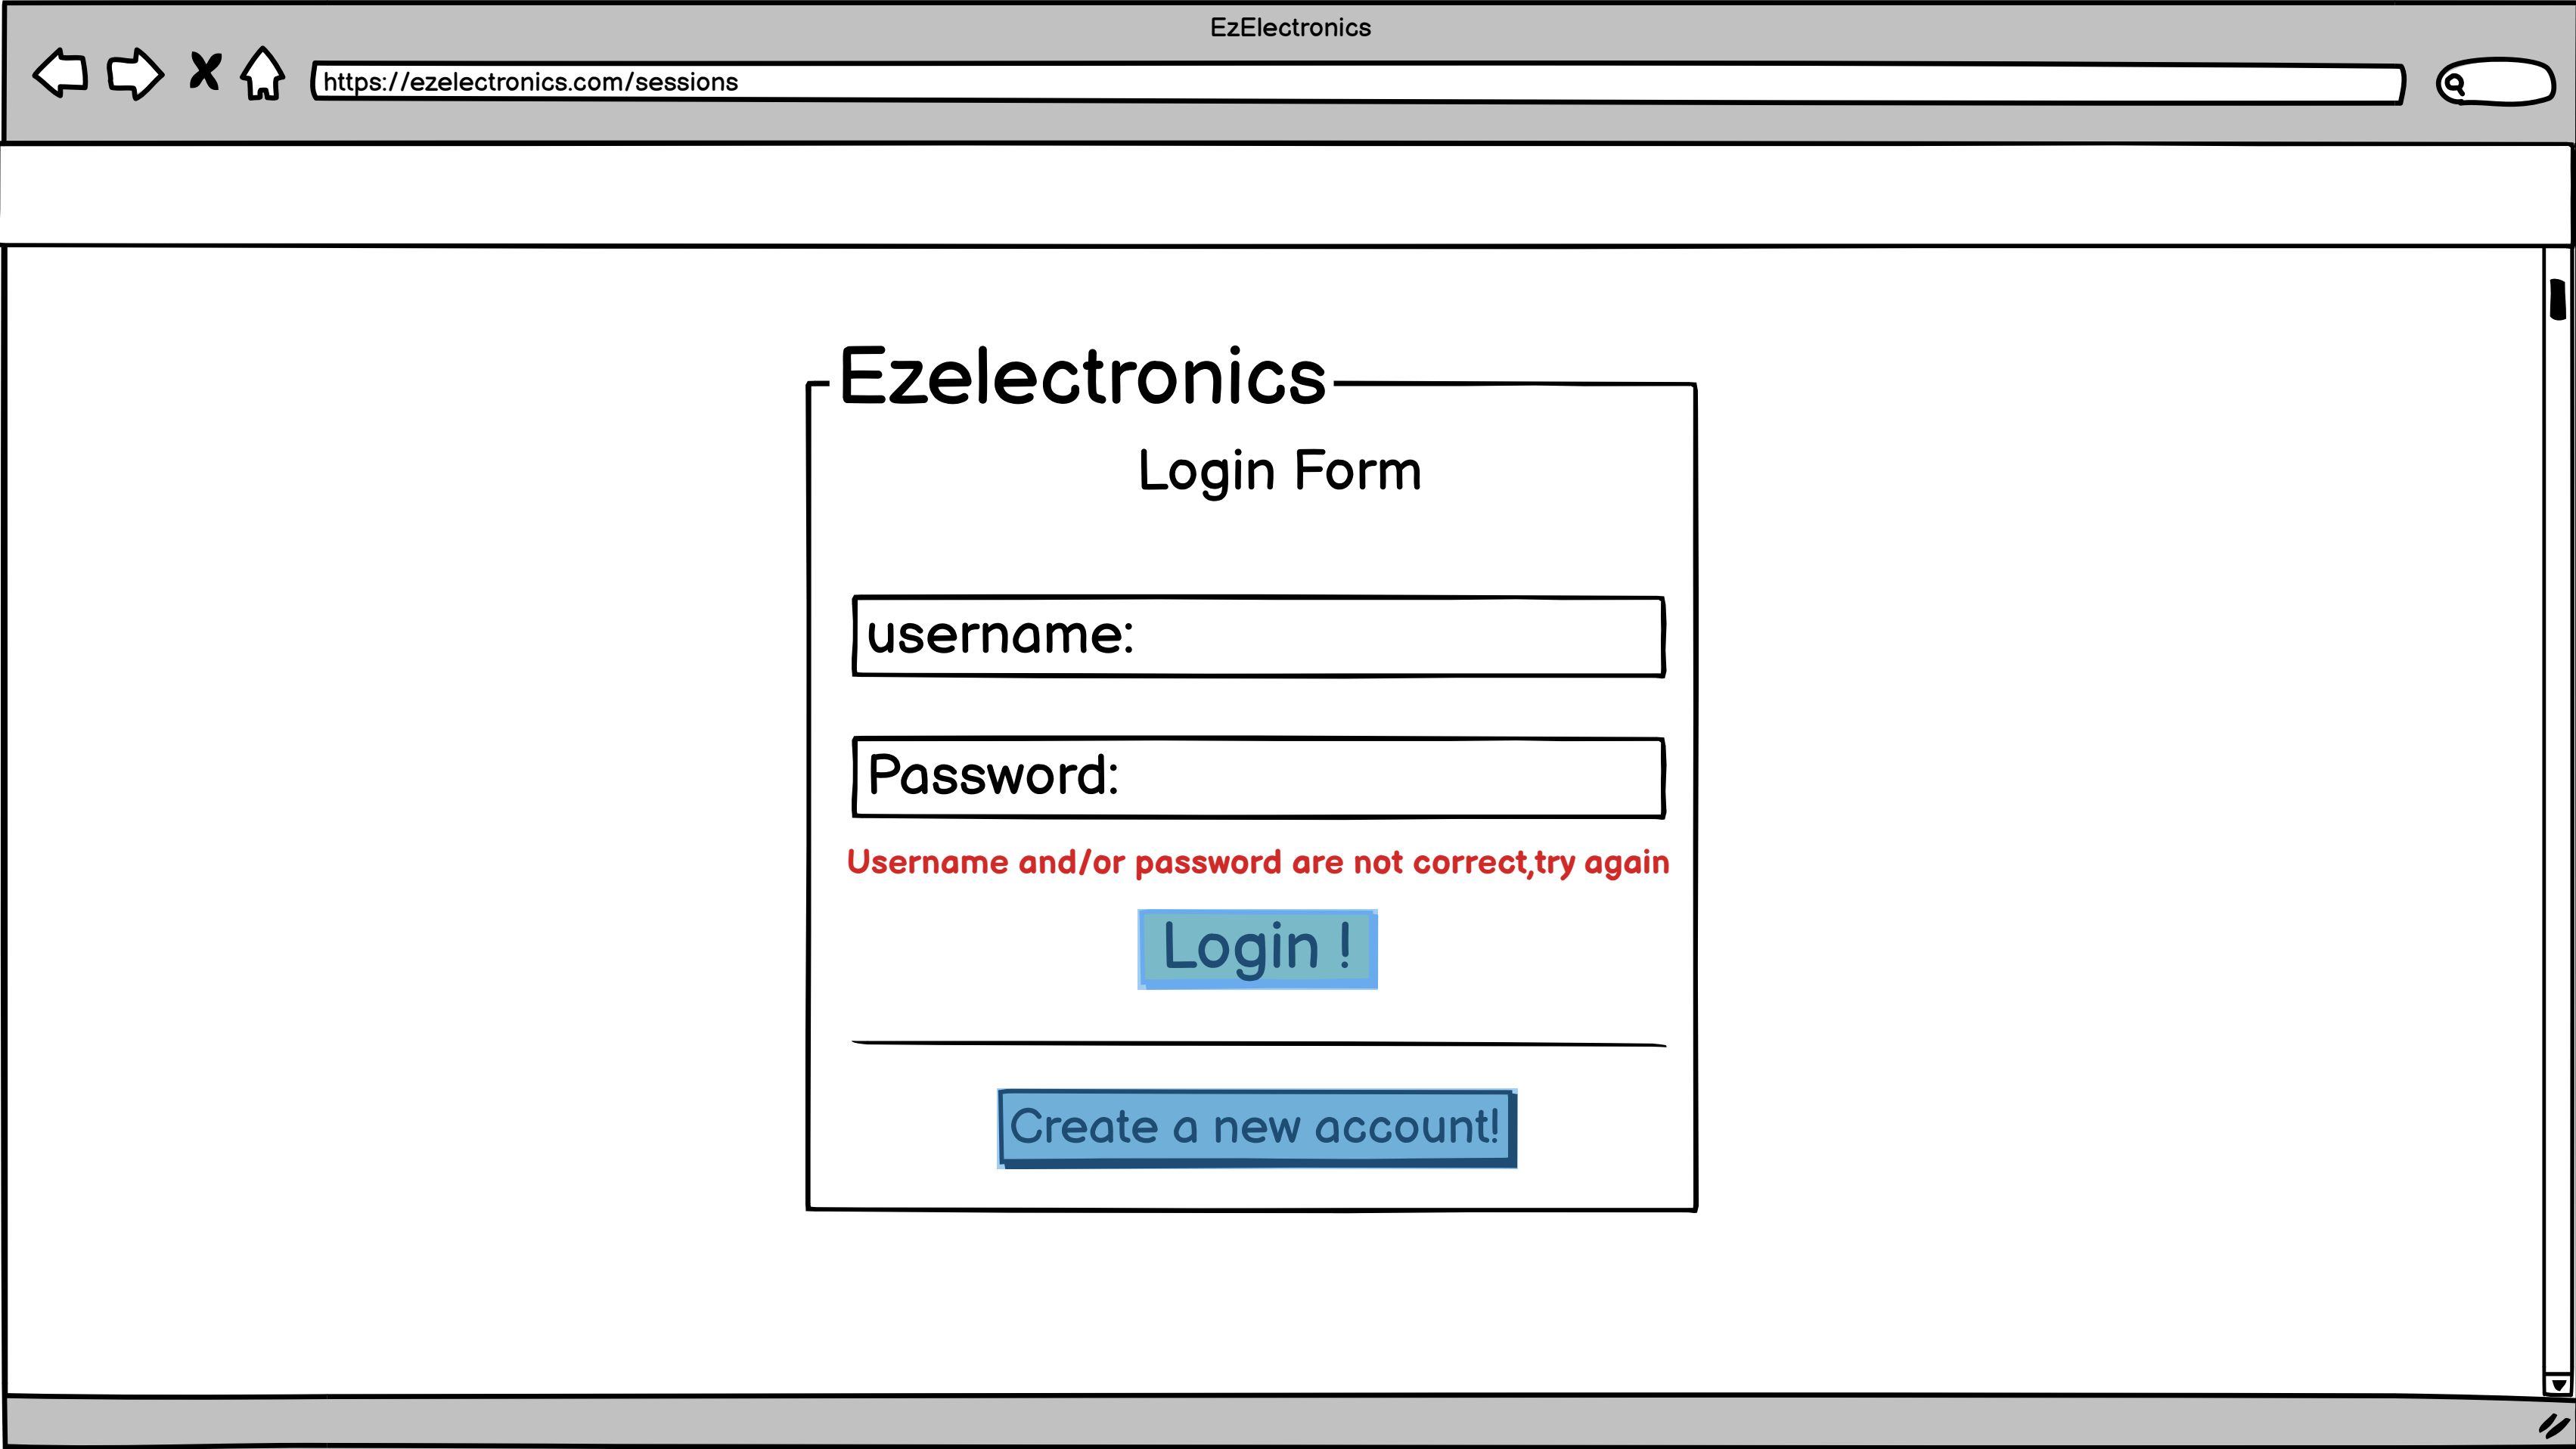 EzElectronics
https://ezelectronics.com/sessions
Ezelectronics
Login Form
username:
Password:
Username and/or password are not correct,try again
Login !
Create a new account!